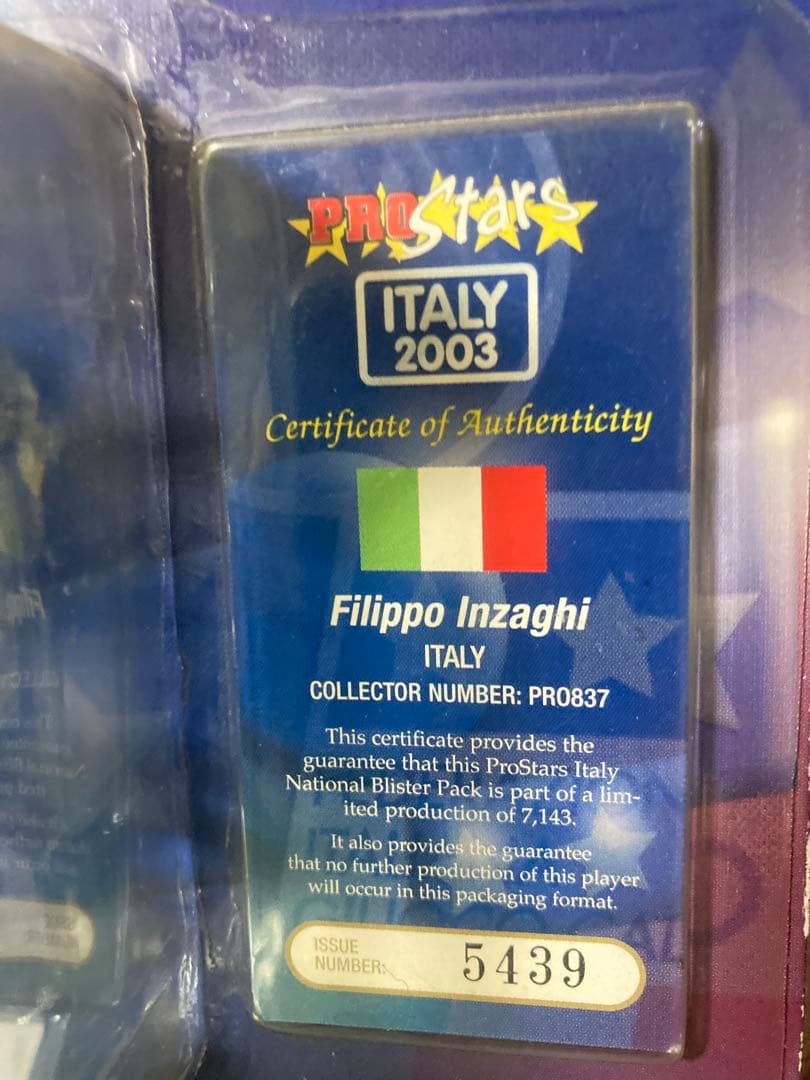 PROStars
ITALY
2003
Certificate of Authenticity
Filippo Inzaghi
ITALY
COLLECTOR NUMBER: PRO837
This certificate provides the
guarantee that this ProStars Italy
National Blister Pack is part of a lim-
ited production of 7,143.
It also provides the guarantee
that no further production of this player
will occur in this packaging format.
ISSUE
NUMBER:
5439